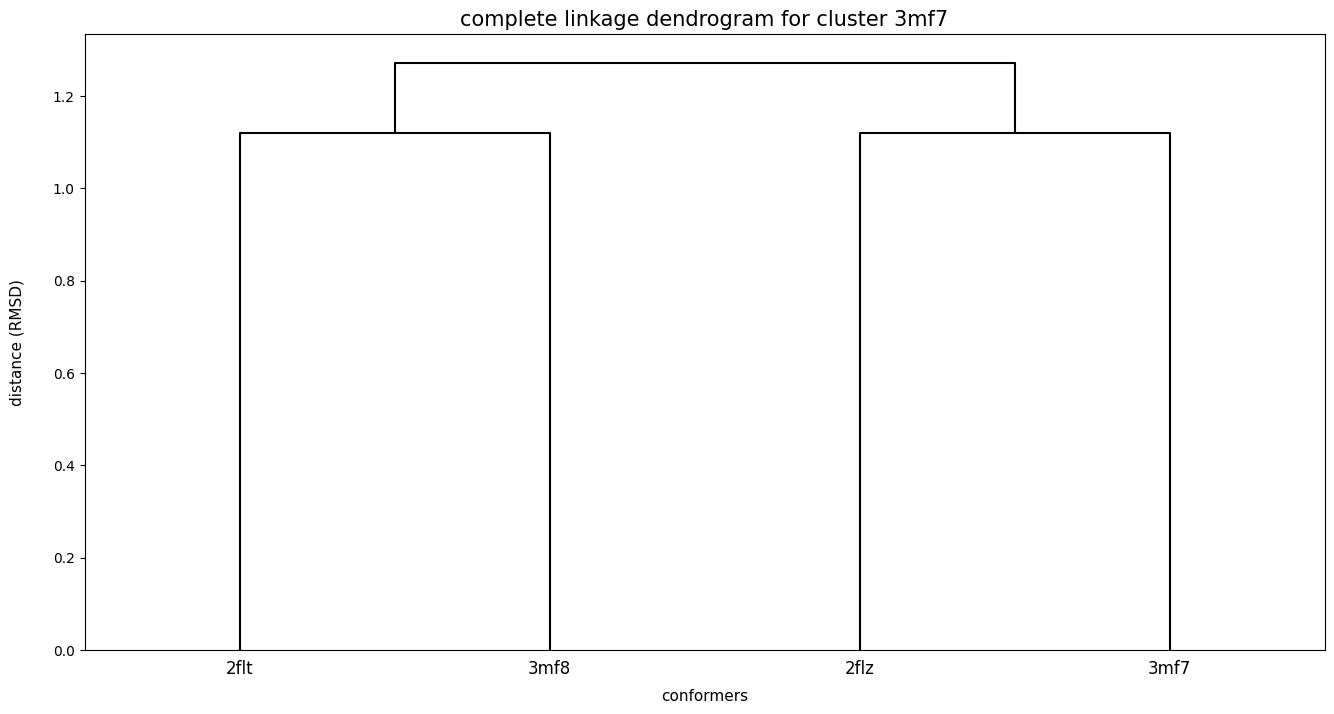 complete linkage dendrogram for cluster 3mf7
distance (RMSD)
1.2
1.0
0.8
0.6
0.4
0.2
0.0
2flt 3mf8 2flz 3mf7
conformers